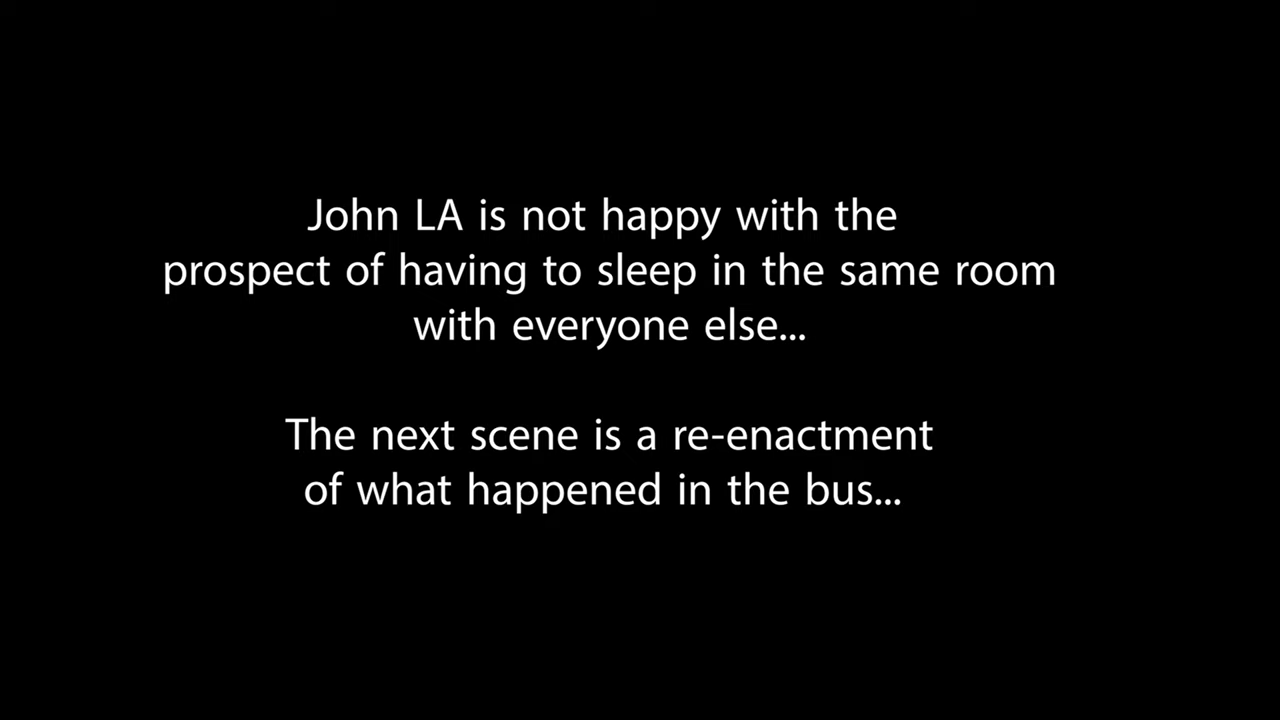 John LA is not happy with the
prospect of having to sleep in the same room
with everyone else...
The next scene is a re-enactment
of what happened in the bus...